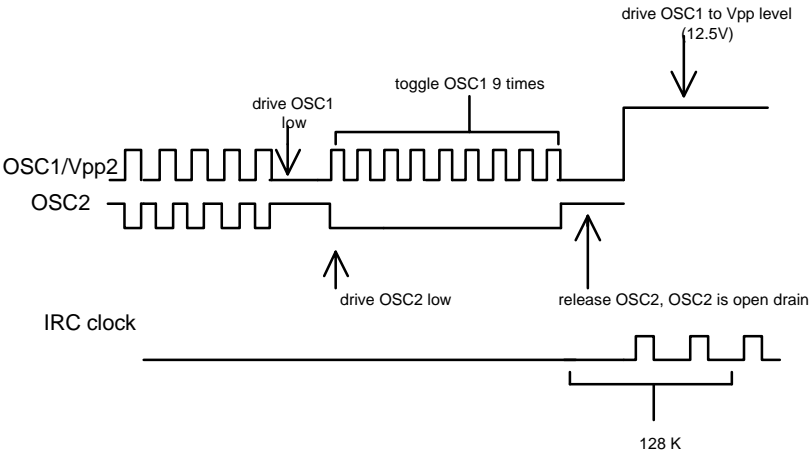 drive OSC1 to Vpp level
(12.5V)
toggle OSC1 9 times
drive OSC1
low
OSC1/Vpp2
OSC2
drive OSC2 low
release OSC2, OSC2 is open drain
IRC clock
128 K